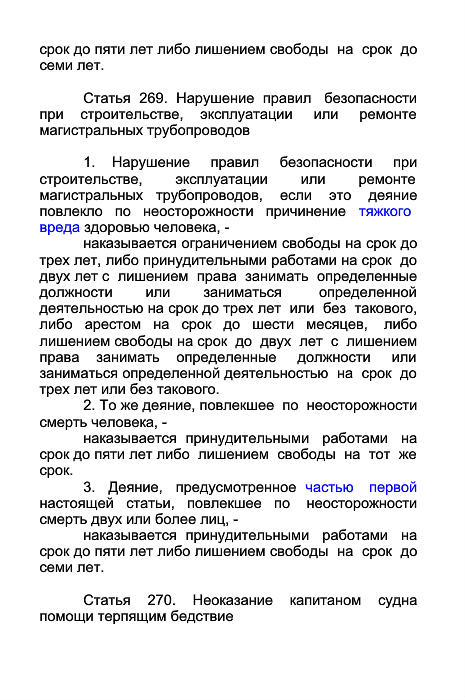 срок до пяти лет либо лишением свободы на срок до
семи лет.
Статья 269. Нарушение правил безопасности
при строительстве, эксплуатации или ремонте
магистральных трубопроводов
1. Нарушение правил безопасности при
строительстве, эксплуатации или ремонте
магистральных трубопроводов, если это деяние
повлекло по неосторожности причинение тяжкого
вреда здоровью человека, -
наказывается ограничением свободы на срок до
трех лет, либо принудительными работами на срок до
двух лет с лишением права занимать определенные
должности или заниматься определенной
деятельностью на срок до трех лет или без такового,
либо арестом на срок до шести месяцев, либо
лишением свободы на срок до двух лет с лишением
права занимать определенные должности или
заниматься определенной деятельностью на срок до
трех лет или без такового.
2. То же деяние, повлекшее по неосторожности
смерть человека, -
наказывается принудительными работами на
срок до пяти лет либо лишением свободы на тот же
срок.
3. Деяние, предусмотренное частью первой
настоящей статьи, повлекшее по неосторожности
смерть двух или более лиц, -
наказывается принудительными работами на
срок до пяти лет либо лишением свободы на срок до
семи лет.
Статья 270. Неоказание капитаном судна
помощи терпящим бедствие